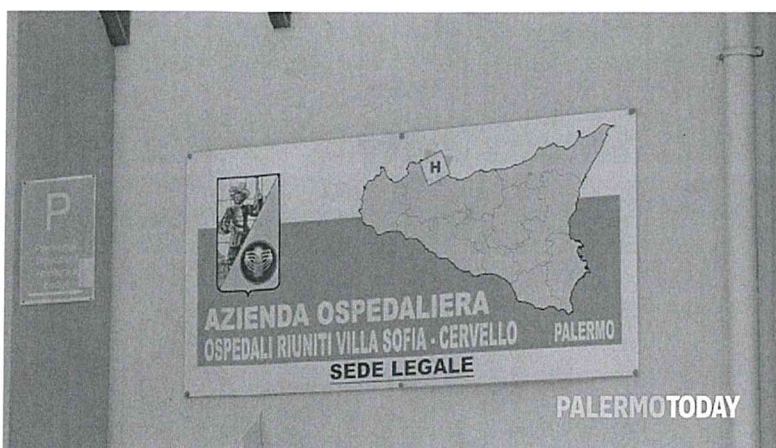 P
H
AZIENDA OSPEDALIERA
OSPEDALI RIUNITI VILLA SOFIA - CERVELLO PALERMO
SEDE LEGALE
PALERMOTODAY